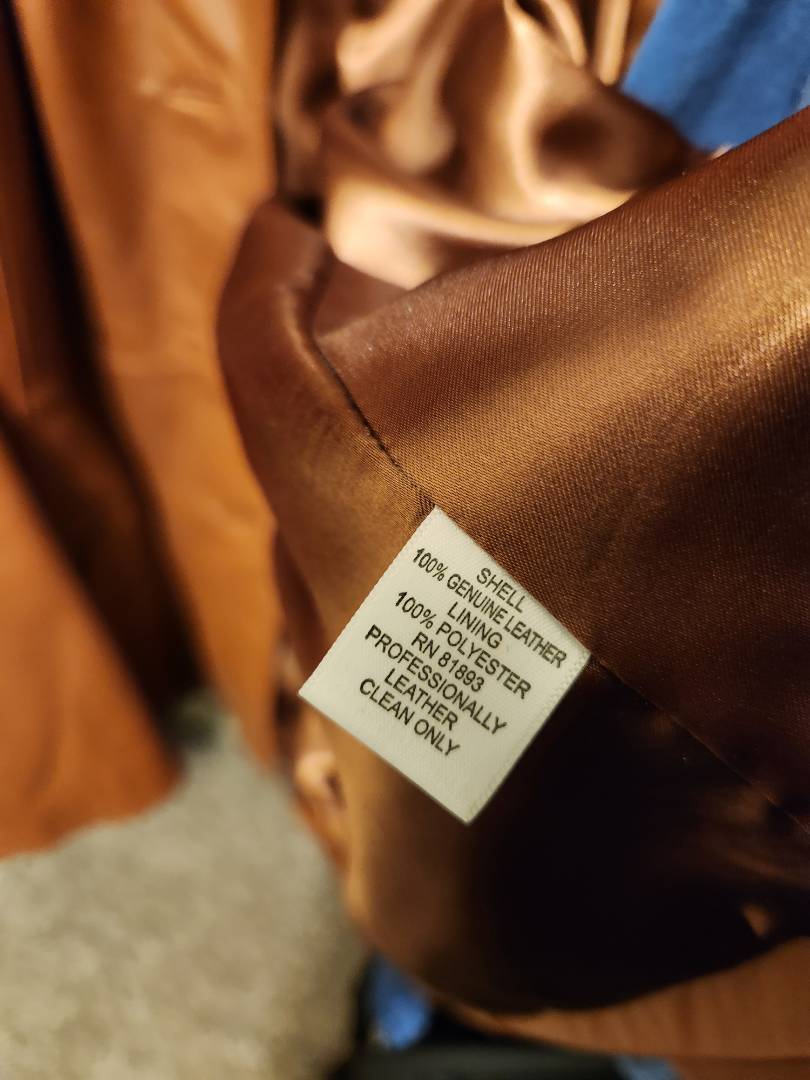 SHELL
100% GENUINE LEATHER
LINING
100% POLYESTER
RN 81893
PROFESSIONALLY
LEATHER
CLEAN ONLY